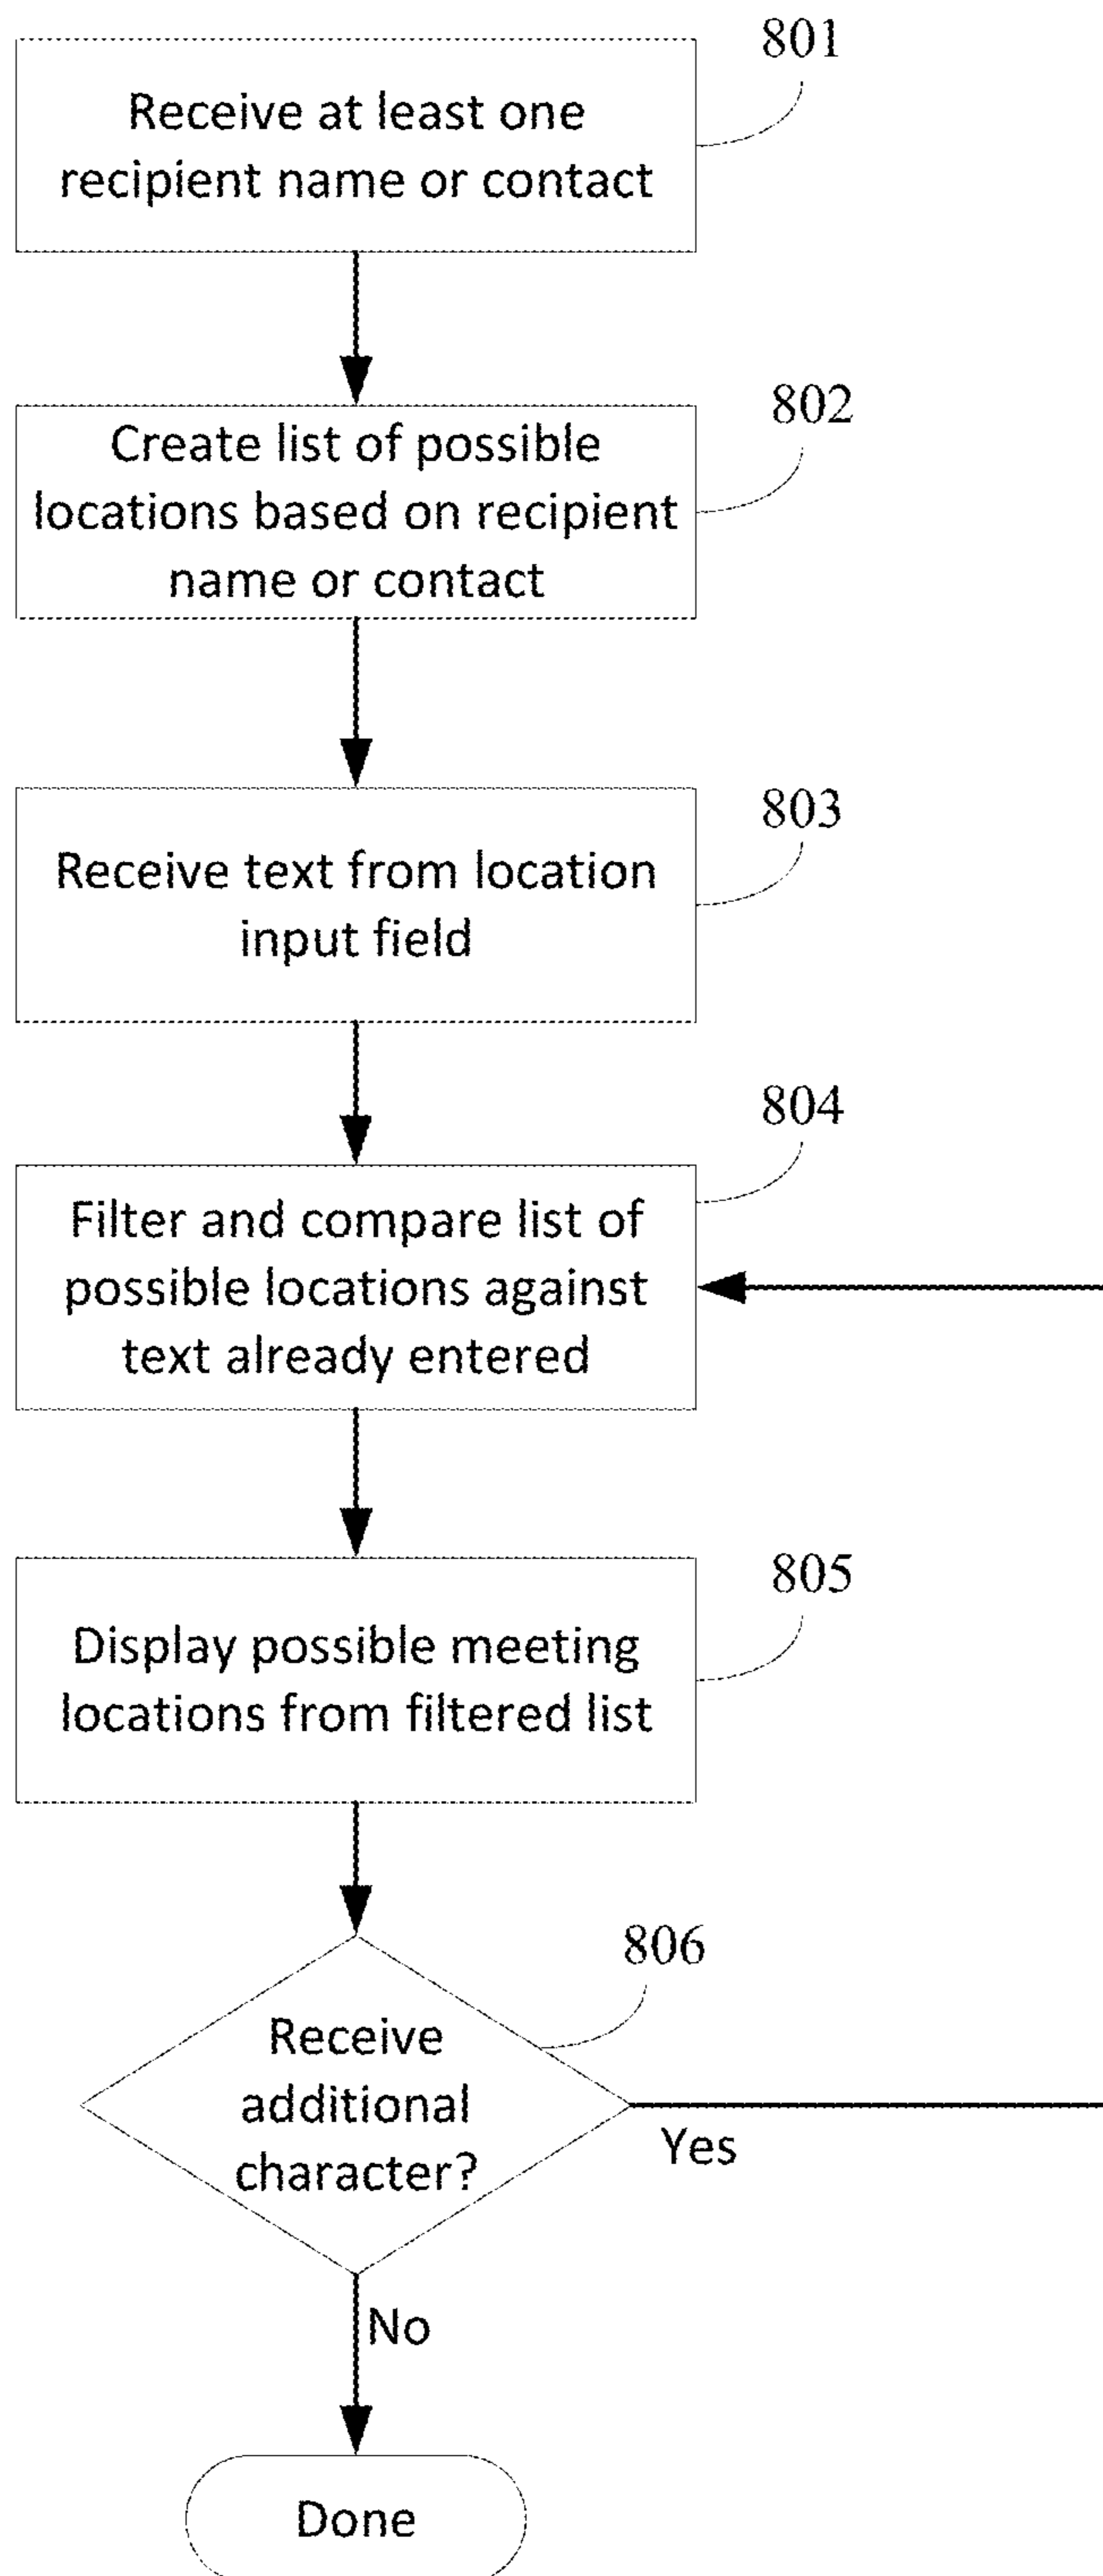 801
Receive at least one
recipient name or contact
802
Create list of possible
locations based on recipient
name or contact
803
Receive text from location
input field
804
Filter and compare list of
possible locations against
text already entered
805
Display possible meeting
locations from filtered list
806
Receive
additional
character?
Yes
No
Done